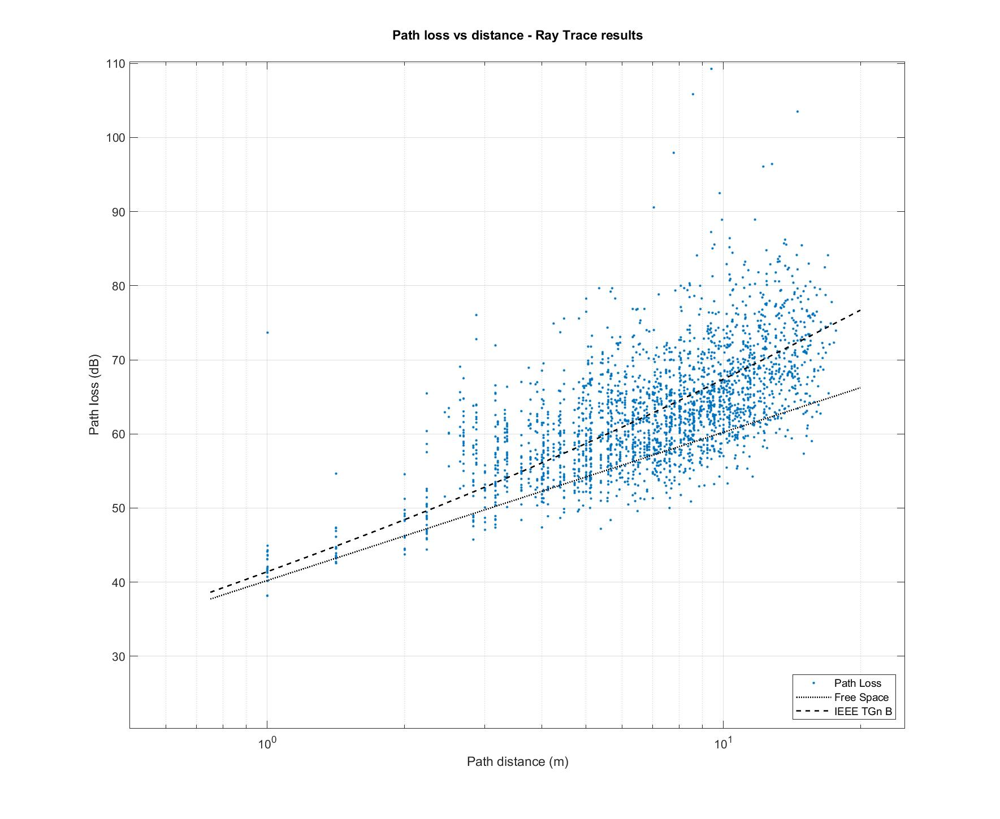 Path loss vs distance - Ray Trace results
110
100
90
80
70
60
50
40
30
Path loss (dB)
10^0
10^1
Path distance (m)
Path Loss
Free Space
IEEE TGn B